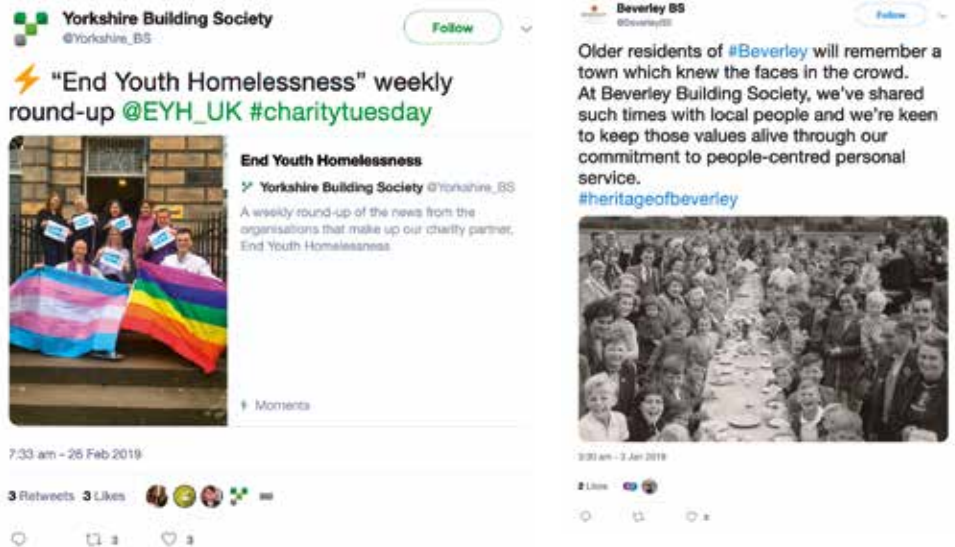 Yorkshire Building Society
@Yorkshire_BS
Follow
⚡ “End Youth Homelessness” weekly
round-up @EYH_UK #charitytuesday
End Youth Homelessness
Yorkshire Building Society @Yorkshire_BS
A weekly round-up of the news from the
organisations that make up our charity partner,
End Youth Homelessness
Moments
7:33 am - 26 Feb 2019
3 Retweets 3 Likes
3 3
Beverley BS
@BeverleyBS
Follow
Older residents of #Beverley will remember a
town which knew the faces in the crowd.
At Beverley Building Society, we’ve shared
such times with local people and we’re keen
to keep those values alive through our
commitment to people-centred personal
service.
#heritageofbeverley
Jan 2019
2 Likes